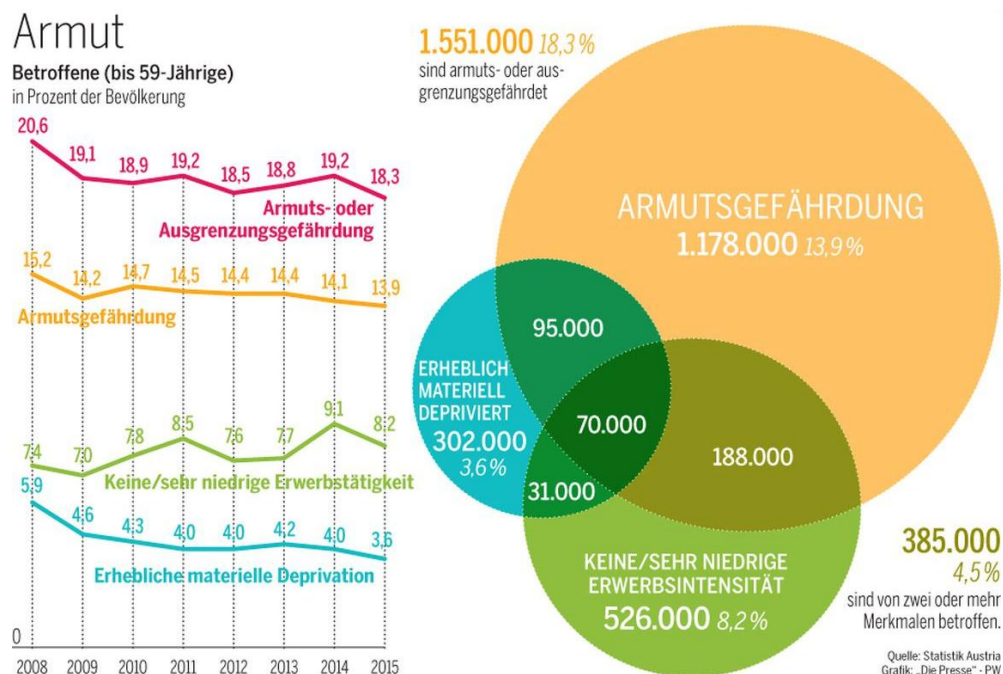 Armut
Betroffene (bis 59-Jährige)
in Prozent der Bevölkerung
20,6
19,1
18,9
19,2
18,5
18,8
19,2
18,3
Armuts- oder
Ausgrenzungsgefährdung
15,2
14,2
14,7
14,5
14,4
14,4
14,1
13,9
Armutsgefährdung
7,4
7,0
7,8
8,5
7,6
7,7
9,1
8,2
Keine/sehr niedrige Erwerbstätigkeit
5,9
4,6
4,3
4,0
4,0
4,2
4,0
3,6
Erhebliche materielle Deprivation
0
2008 2009 2010 2011 2012 2013 2014 2015
1.551.000 18,3 %
sind armuts- oder aus-
grenzungsgefährdet
ARMUTSGEFÄHRDUNG
1.178.000 13,9 %
95.000
ERHEBLICH
MATERIELL
DEPRIVIERT
302.000
3,6 %
70.000
188.000
31.000
KEINE/SEHR NIEDRIGE
ERWERBSINTENSITÄT
526.000 8,2 %
385.000
4,5 %
sind von zwei oder mehr
Merkmalen betroffen.
Quelle: Statistik Austria
Grafik: „Die Presse" - PW